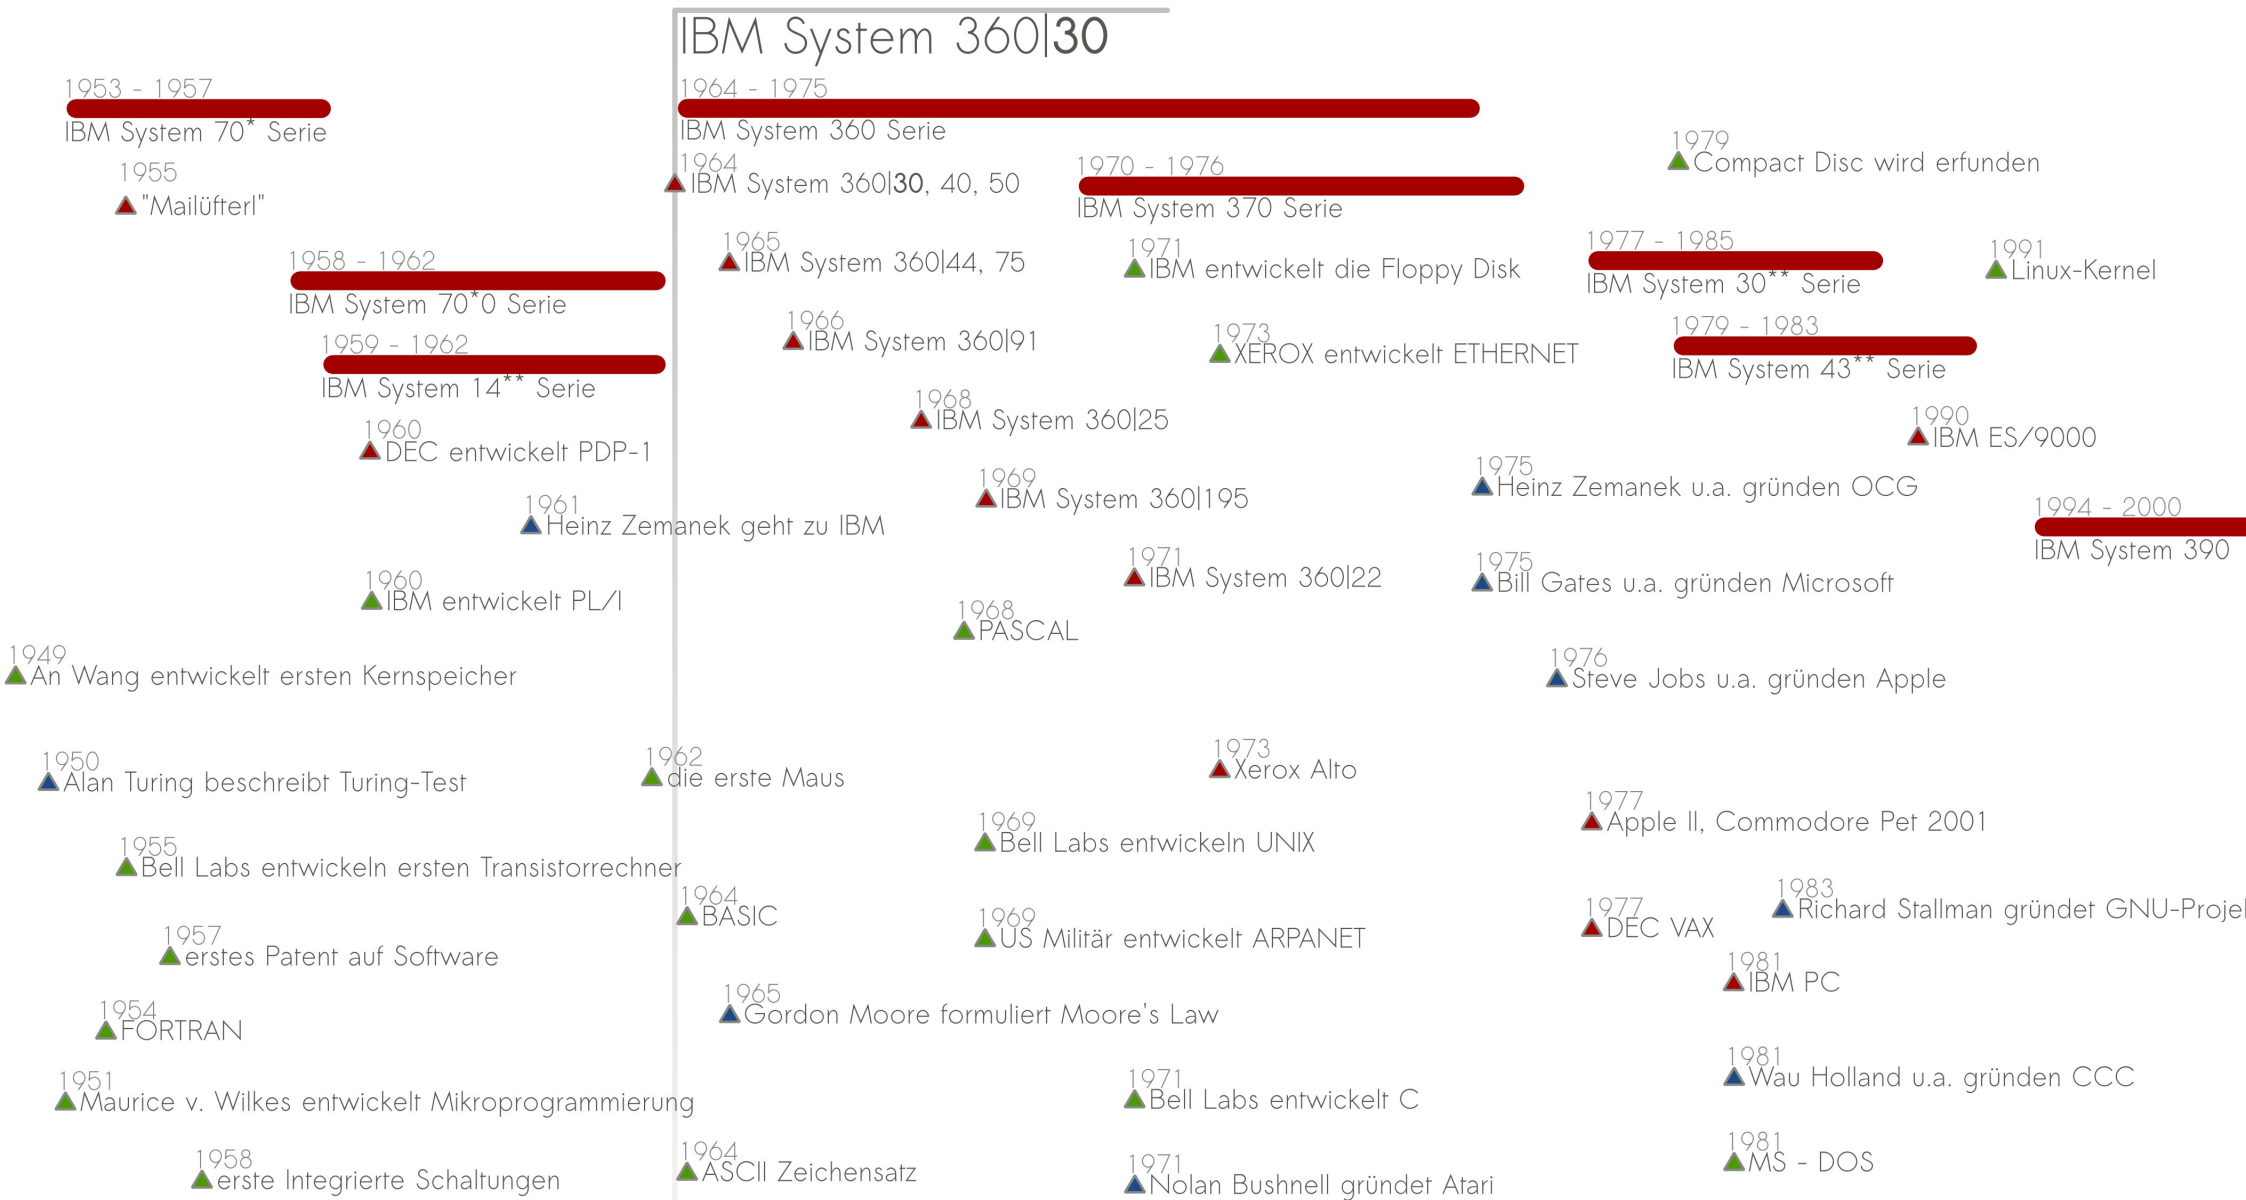 IBM System 360|30
1953 - 1957
IBM System 70* Serie
1955
"Mailüfterl"
1958 - 1962
IBM System 70*0 Serie
1959 - 1962
IBM System 14** Serie
1960
DEC entwickelt PDP-1
1961
Heinz Zemanek geht zu IBM
1960
IBM entwickelt PL/I
1949
An Wang entwickelt ersten Kernspeicher
1950
Alan Turing beschreibt Turing-Test
1955
Bell Labs entwickeln ersten Transistorrechner
1957
erstes Patent auf Software
1954
FORTRAN
1951
Maurice v. Wilkes entwickelt Mikroprogrammierung
1958
erste Integrierte Schaltungen
1964 - 1975
IBM System 360 Serie
1964
IBM System 360|30, 40, 50
1965
IBM System 360|44, 75
1966
IBM System 360|91
1968
IBM System 360|25
1969
IBM System 360|195
1971
IBM System 360|22
1968
PASCAL
1962
die erste Maus
1969
Bell Labs entwickeln UNIX
1964
BASIC
1969
US Militär entwickelt ARPANET
1965
Gordon Moore formuliert Moore's Law
1971
Bell Labs entwickelt C
1964
ASCII Zeichensatz
1971
Nolan Bushnell gründet Atari
1970 - 1976
IBM System 370 Serie
1971
IBM entwickelt die Floppy Disk
1973
XEROX entwickelt ETHERNET
1973
Xerox Alto
1979
Compact Disc wird erfunden
1977 - 1985
IBM System 30** Serie
1991
Linux-Kernel
1979 - 1983
IBM System 43** Serie
1990
IBM ES/9000
1975
Heinz Zemanek u.a. gründen OCG
1994 - 2000
IBM System 390
1975
Bill Gates u.a. gründen Microsoft
1976
Steve Jobs u.a. gründen Apple
1977
Apple II, Commodore Pet 2001
1983
Richard Stallman gründet GNU-Projel
1977
DEC VAX
1981
IBM PC
1981
Wau Holland u.a. gründen CCC
1981
MS - DOS